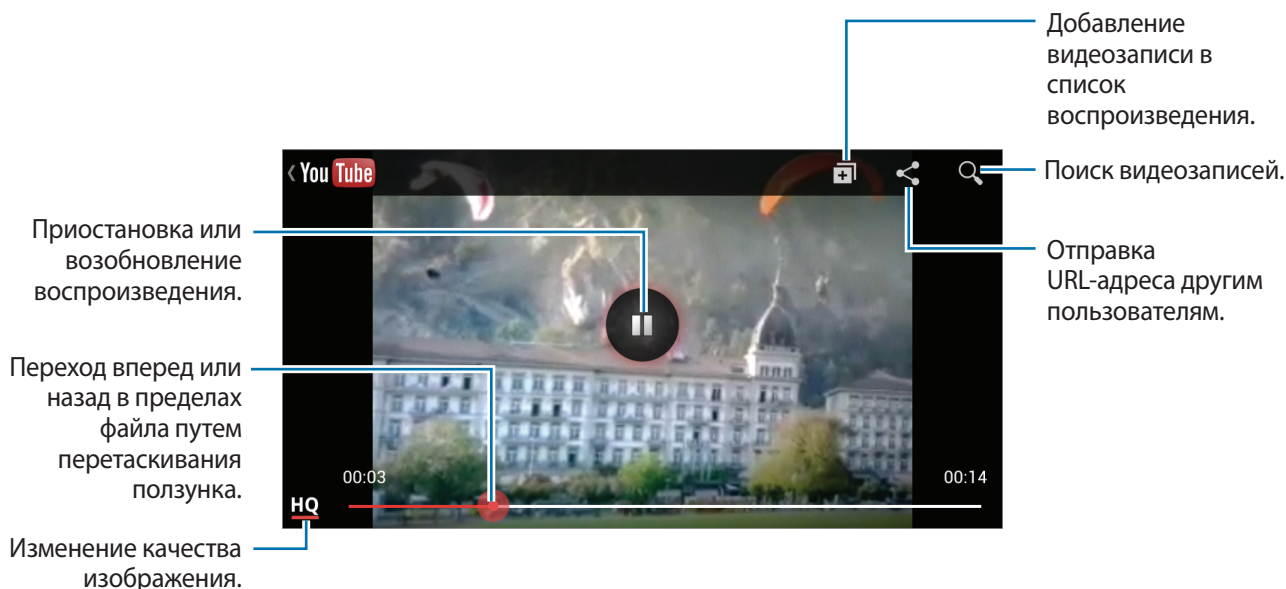 Добавление
видеозаписи в
список
воспроизведения.
You Tube
Поиск видеозаписей.
Приостановка или
возобновление
воспроизведения.
Отправка
URL-адреса другим
пользователям.
Переход вперед или
назад в пределах
файла путем
перетаскивания
ползунка.
00:03
00:14
HQ
Изменение качества
изображения.